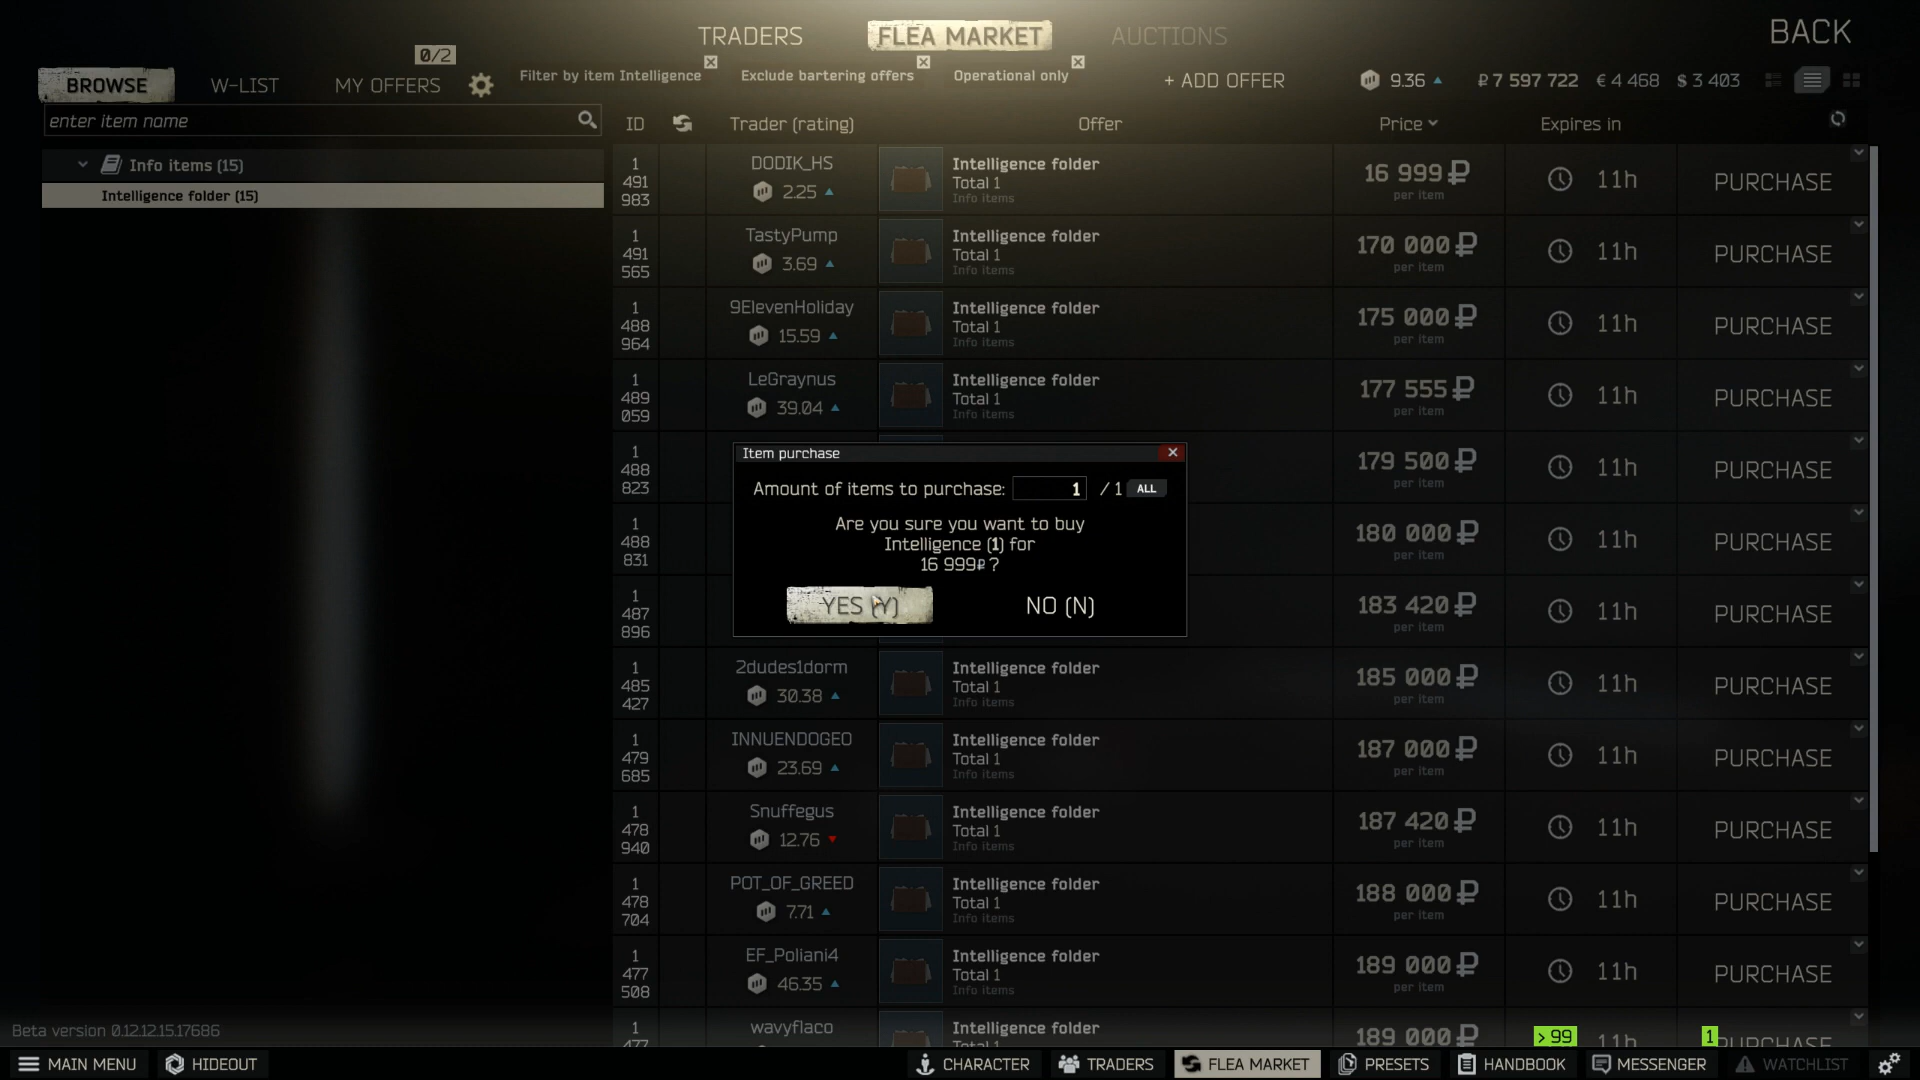 TRADERS
FLEA MARKET
AUCTIONS
BACK
0/2
BROWSE
W-LIST
MY OFFERS
Filter by item Intelligence
Exclude bartering offers
Operational only
+ ADD OFFER
9.36
₽ 7 597 722 € 4 468 $ 3 403
enter item name
ID
Trader (rating)
Offer
Price
Expires in
Info items (15)
Intelligence folder (15)
1
491
983
DODIK_HS
2.25
Intelligence folder
Total 1
Info items
16 999 ₽
per item
11h
PURCHASE
1
491
565
TastyPump
3.69
Intelligence folder
Total 1
Info items
170 000 ₽
per item
11h
PURCHASE
1
488
964
9ElevenHoliday
15.59
Intelligence folder
Total 1
Info items
175 000 ₽
per item
11h
PURCHASE
1
489
059
LeGraynus
39.04
Intelligence folder
Total 1
Info items
177 555 ₽
per item
11h
PURCHASE
1
488
823
179 500 ₽
per item
11h
PURCHASE
1
488
831
180 000 ₽
per item
11h
PURCHASE
1
487
896
183 420 ₽
per item
11h
PURCHASE
Item purchase
Amount of items to purchase: 1 / 1 ALL
Are you sure you want to buy
Intelligence (1) for
16 999₽ ?
YES (Y)
NO (N)
1
485
427
2dudes1dorm
30.38
Intelligence folder
Total 1
Info items
185 000 ₽
per item
11h
PURCHASE
1
479
685
INNUENDOGEO
23.69
Intelligence folder
Total 1
Info items
187 000 ₽
per item
11h
PURCHASE
1
478
940
Snuffegus
12.76
Intelligence folder
Total 1
Info items
187 420 ₽
per item
11h
PURCHASE
1
478
704
POT_OF_GREED
7.71
Intelligence folder
Total 1
Info items
188 000 ₽
per item
11h
PURCHASE
1
477
508
EF_Poliani4
46.35
Intelligence folder
Total 1
Info items
189 000 ₽
per item
11h
PURCHASE
1
477
wavyflaco
Intelligence folder
Total 1
189 000 ₽
11h
PURCHASE
> 99
1
Beta version 0.12.12.15.17686
MAIN MENU
HIDEOUT
CHARACTER
TRADERS
FLEA MARKET
PRESETS
HANDBOOK
MESSENGER
WATCHLIST